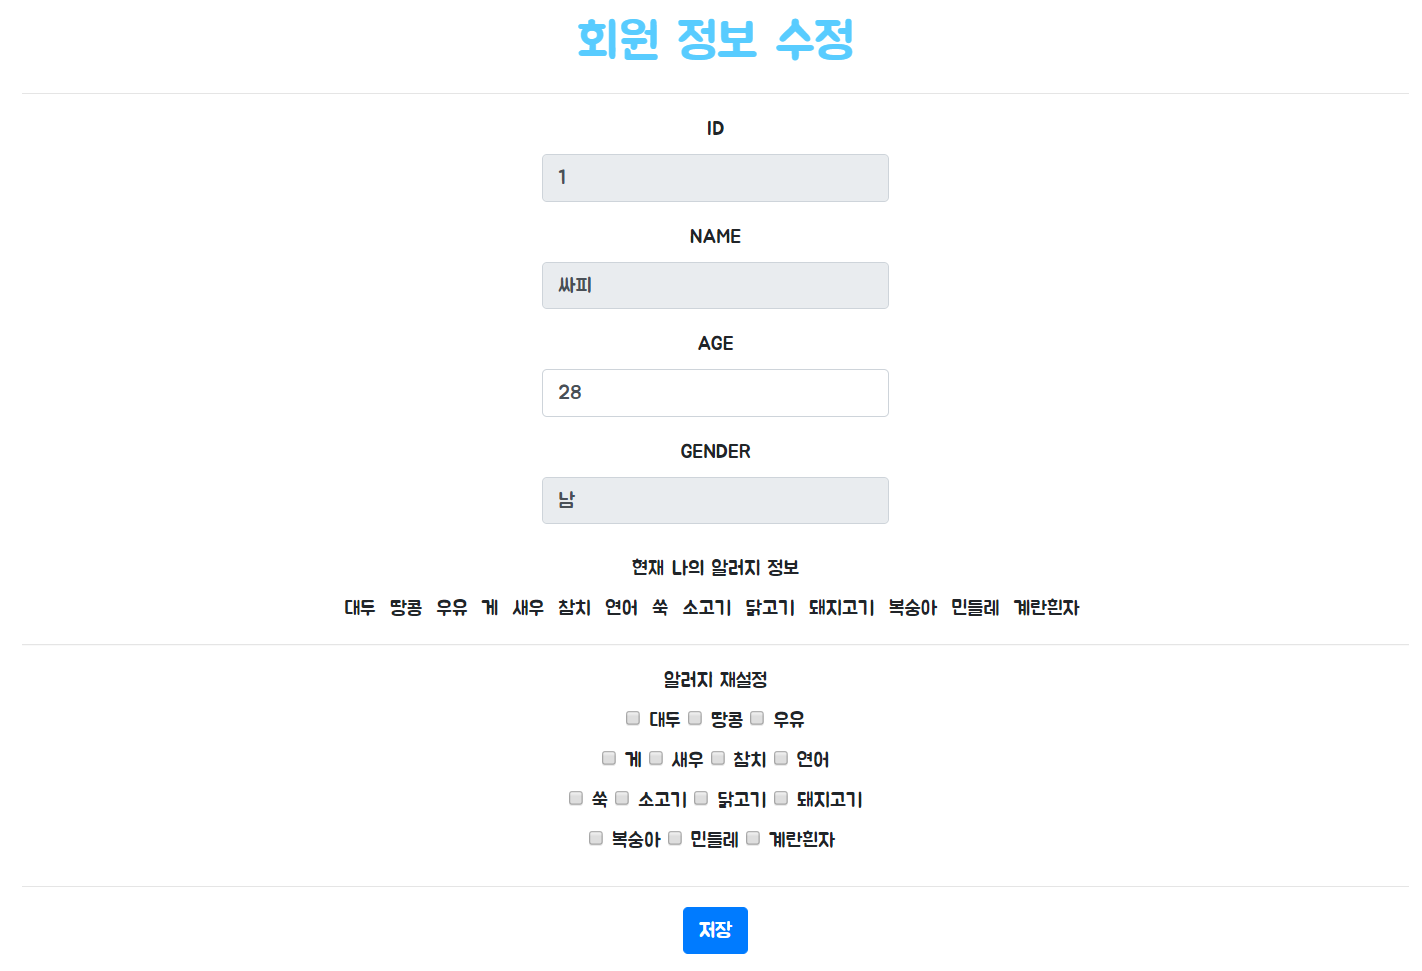 회원 정보 수정
ID
1
NAME
싸피
AGE
28
GENDER
남
현재 나의 알러지 정보
대두 땅콩 우유 게 새우 참치 연어 쑥 소고기 닭고기 돼지고기 복숭아 민들레 계란흰자
알러지 재설정
대두 땅콩 우유
게 새우 참치 연어
쑥 소고기 닭고기 돼지고기
복숭아 민들레 계란흰자
저장